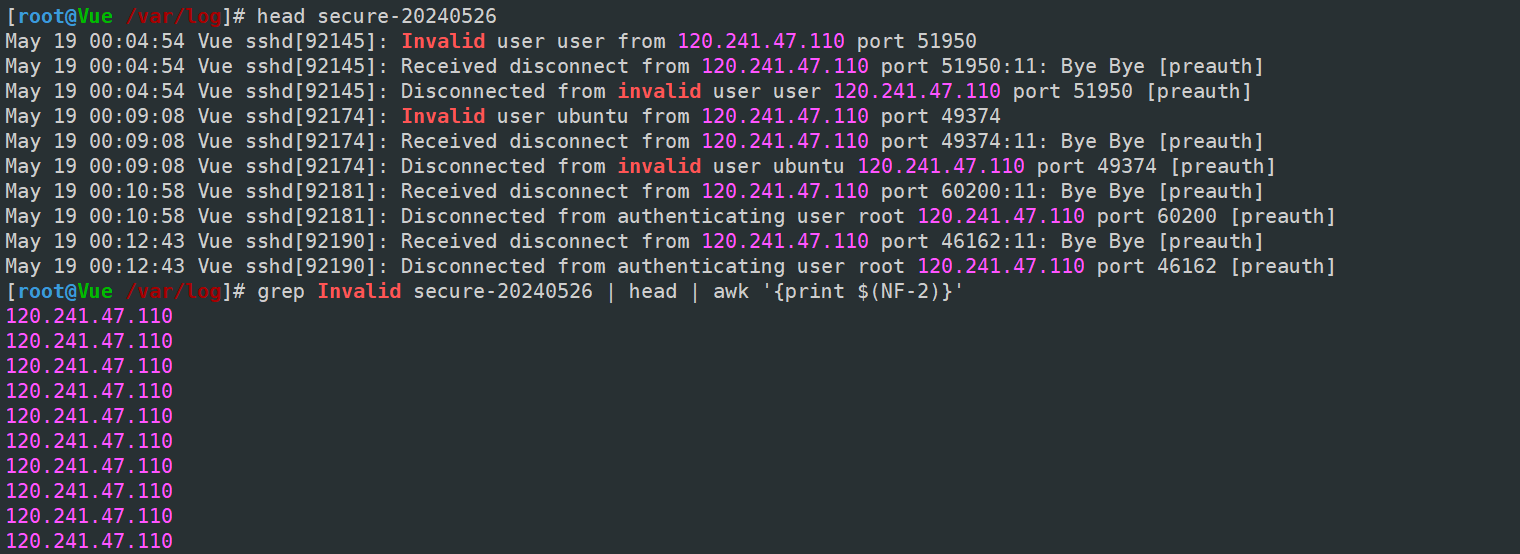 [root@Vue /var/log]# head secure-20240526
May 19 00:04:54 Vue sshd[92145]: Invalid user user from 120.241.47.110 port 51950
May 19 00:04:54 Vue sshd[92145]: Received disconnect from 120.241.47.110 port 51950:11: Bye Bye [preauth]
May 19 00:04:54 Vue sshd[92145]: Disconnected from invalid user user 120.241.47.110 port 51950 [preauth]
May 19 00:09:08 Vue sshd[92174]: Invalid user ubuntu from 120.241.47.110 port 49374
May 19 00:09:08 Vue sshd[92174]: Received disconnect from 120.241.47.110 port 49374:11: Bye Bye [preauth]
May 19 00:09:08 Vue sshd[92174]: Disconnected from invalid user ubuntu 120.241.47.110 port 49374 [preauth]
May 19 00:10:58 Vue sshd[92181]: Received disconnect from 120.241.47.110 port 60200:11: Bye Bye [preauth]
May 19 00:10:58 Vue sshd[92181]: Disconnected from authenticating user root 120.241.47.110 port 60200 [preauth]
May 19 00:12:43 Vue sshd[92190]: Received disconnect from 120.241.47.110 port 46162:11: Bye Bye [preauth]
May 19 00:12:43 Vue sshd[92190]: Disconnected from authenticating user root 120.241.47.110 port 46162 [preauth]
[root@Vue /var/log]# grep Invalid secure-20240526 | head | awk '{print $(NF-2)}'
120.241.47.110
120.241.47.110
120.241.47.110
120.241.47.110
120.241.47.110
120.241.47.110
120.241.47.110
120.241.47.110
120.241.47.110
120.241.47.110